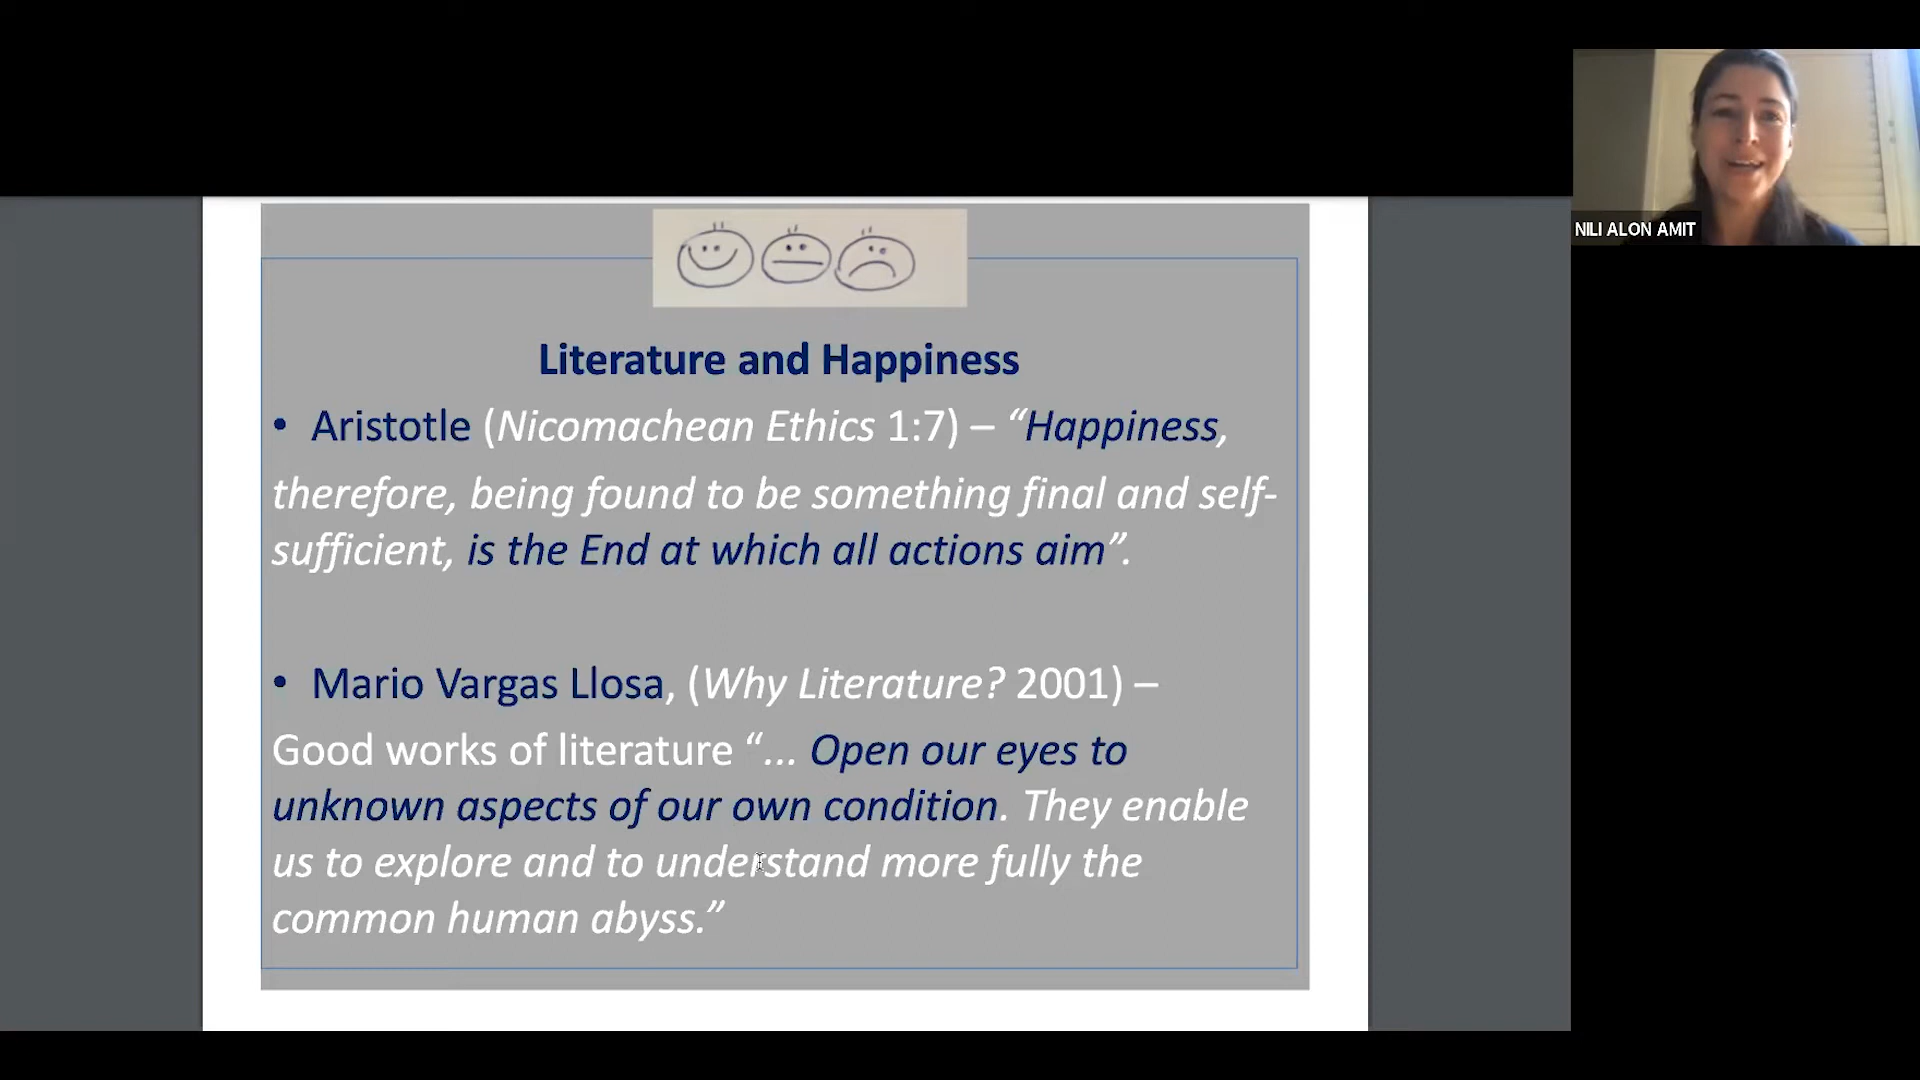 NILI ALON AMIT
Literature and Happiness
• Aristotle (Nicomachean Ethics 1:7) – “Happiness,
therefore, being found to be something final and self-
sufficient, is the End at which all actions aim”.
• Mario Vargas Llosa, (Why Literature? 2001) –
Good works of literature “... Open our eyes to
unknown aspects of our own condition. They enable
us to explore and to understand more fully the
common human abyss.”